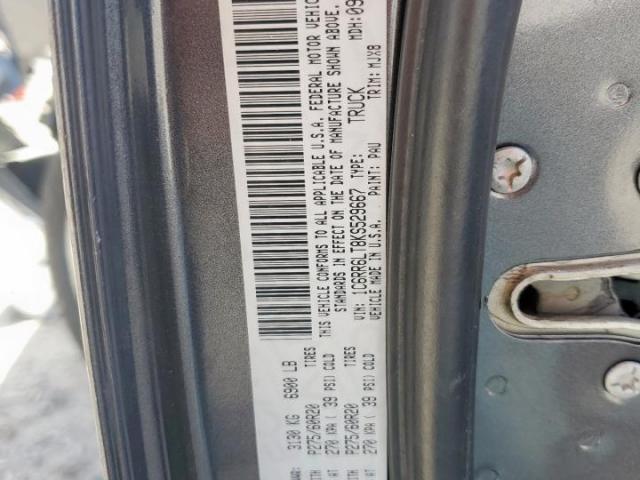 3130 KG 6900 LB
P275/60R20 TIRES
270 KPA ( 39 PSI) COLD
P275/60R20 TIRES
AT 270 KPA ( 39 PSI) COLD
THIS VEHICLE CONFORMS TO ALL APPLICABLE U.S.A. FEDERAL MOTOR VEHIC
STANDARDS IN EFFECT ON THE DATE OF MANUFACTURE SHOWN ABOVE.
VIN: 1C6RR6LT8KS529667 TYPE: TRUCK MDH:09
VEHICLE MADE IN U.S.A. PAINT: PAU TRIM: MJX8